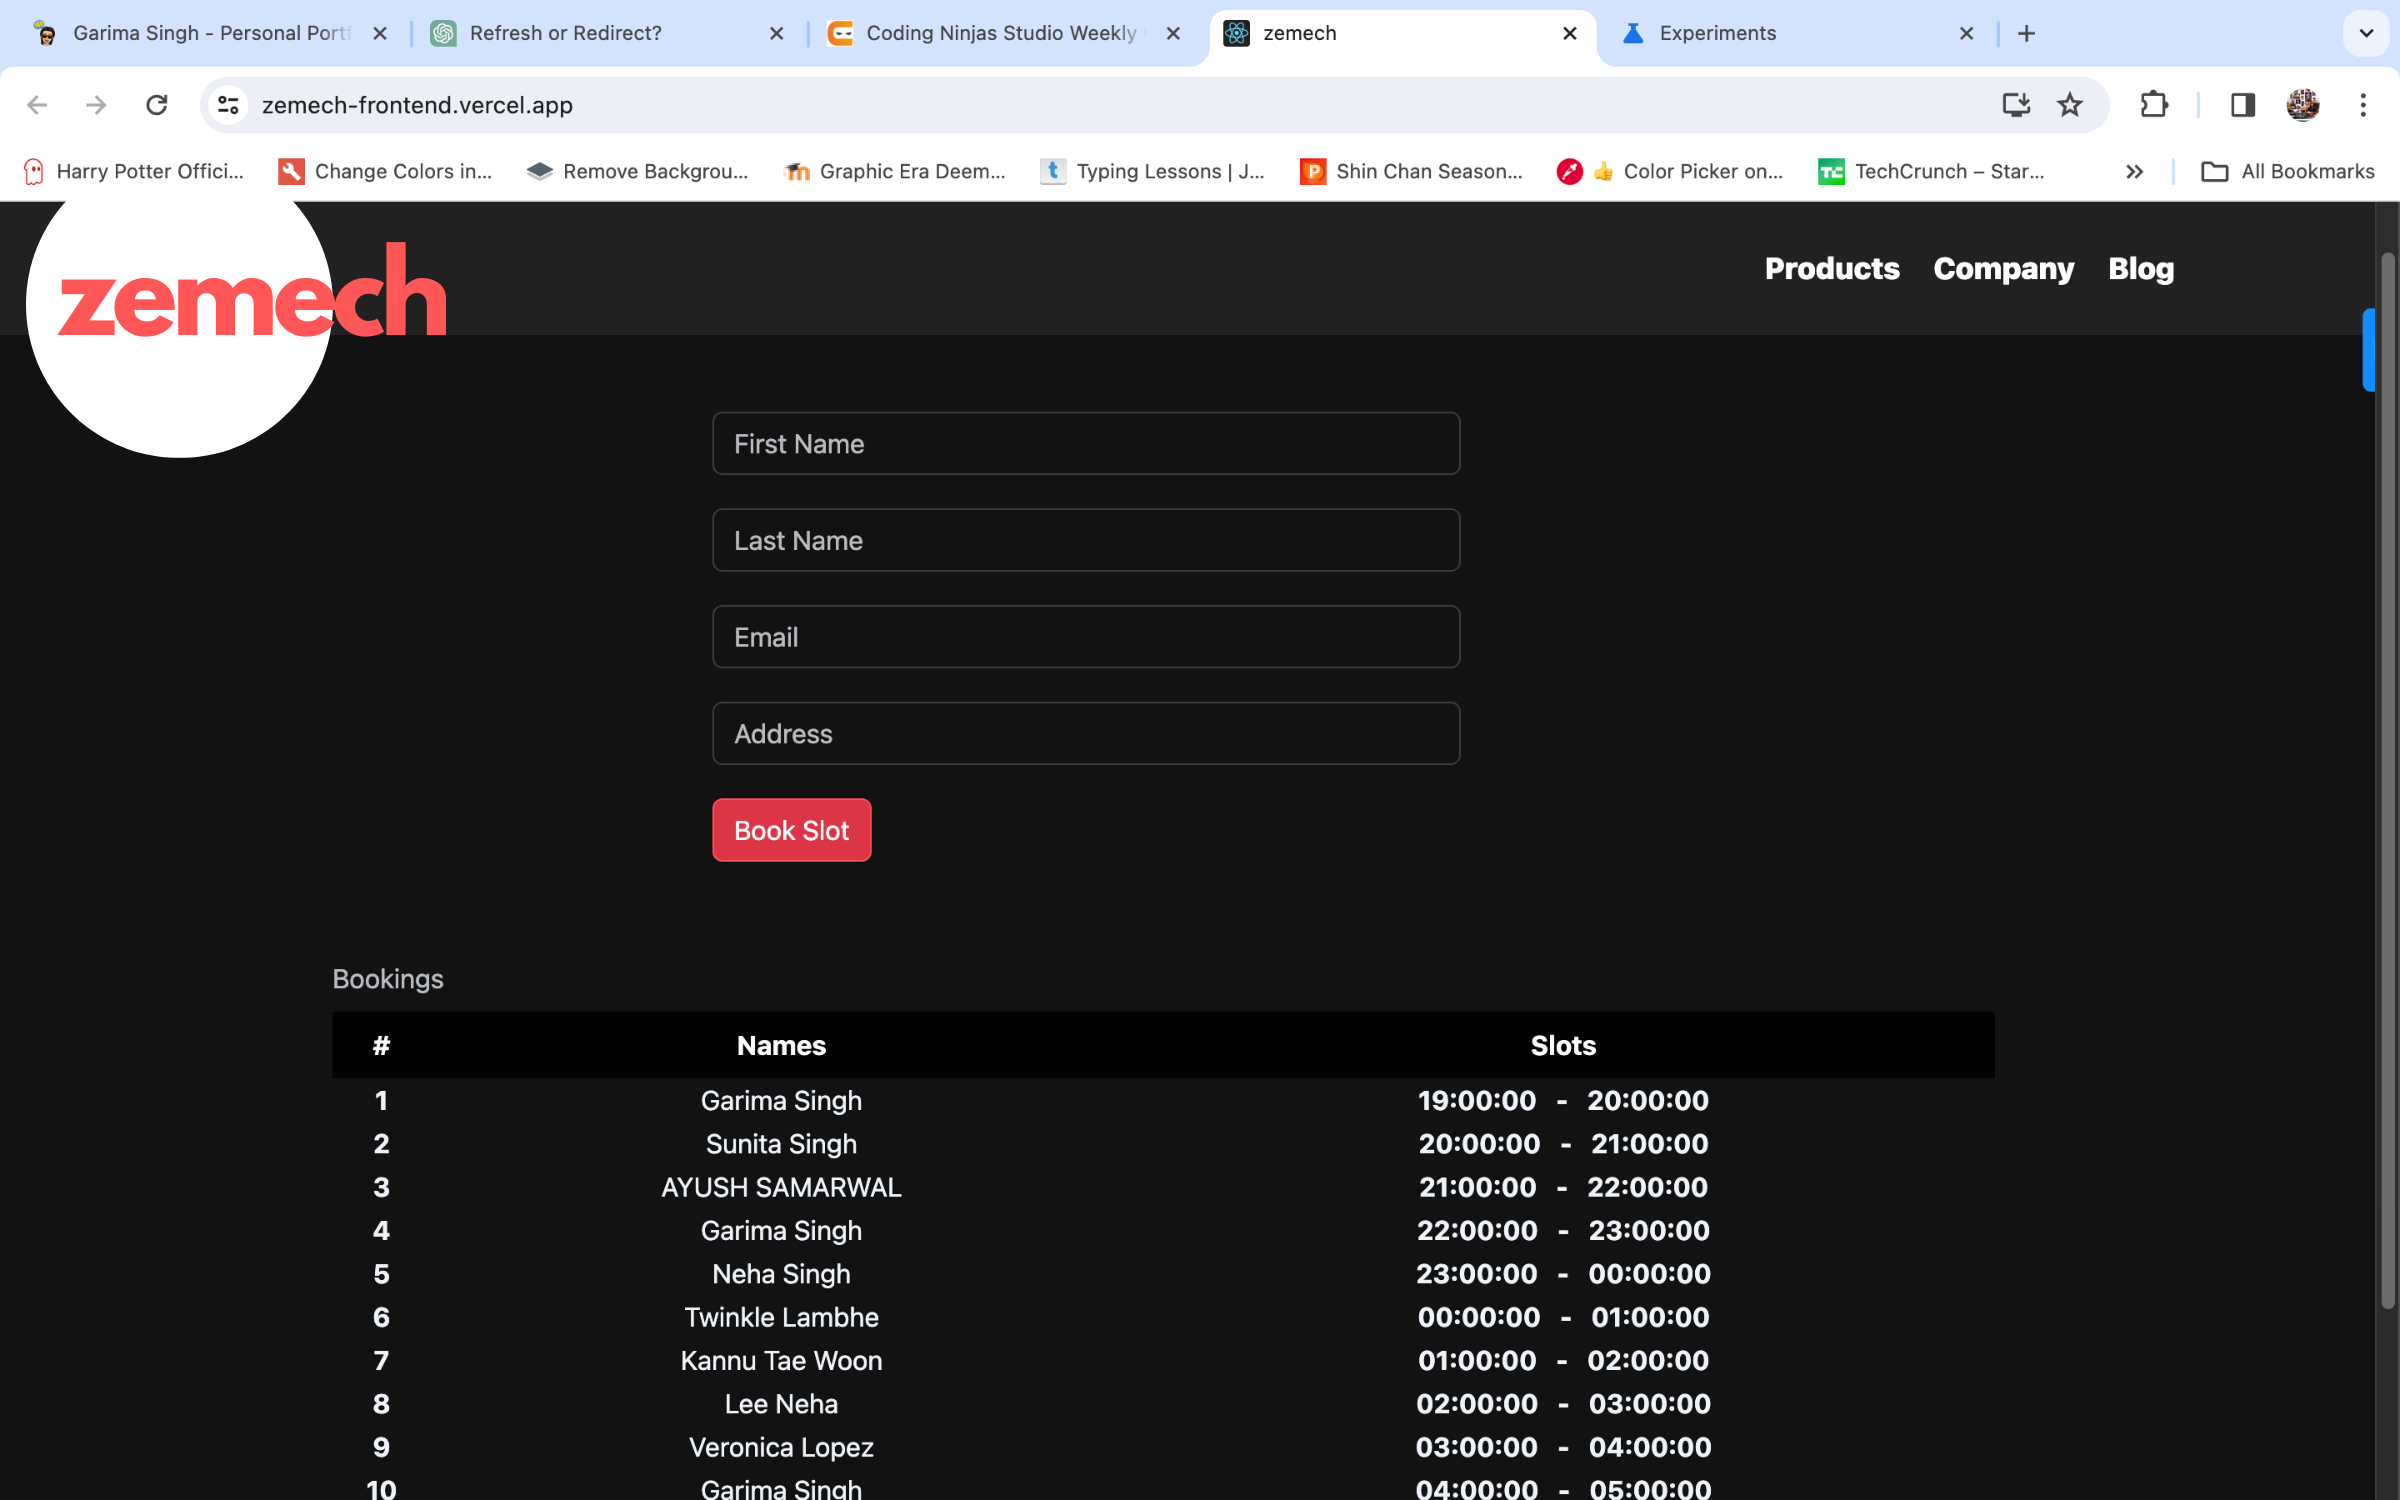 Garima Singh - Personal Portf
Refresh or Redirect?
Coding Ninjas Studio Weekly
zemech
Experiments
zemech-frontend.vercel.app
Harry Potter Offici...
Change Colors in...
Remove Backgrou...
Graphic Era Deem...
Typing Lessons | J...
Shin Chan Season...
👍 Color Picker on...
TechCrunch – Star...
All Bookmarks
zemech
Products Company Blog
First Name
Last Name
Email
Address
Book Slot
Bookings
# Names Slots
1 Garima Singh 19:00:00 - 20:00:00
2 Sunita Singh 20:00:00 - 21:00:00
3 AYUSH SAMARWAL 21:00:00 - 22:00:00
4 Garima Singh 22:00:00 - 23:00:00
5 Neha Singh 23:00:00 - 00:00:00
6 Twinkle Lambhe 00:00:00 - 01:00:00
7 Kannu Tae Woon 01:00:00 - 02:00:00
8 Lee Neha 02:00:00 - 03:00:00
9 Veronica Lopez 03:00:00 - 04:00:00
10 Garima Singh 04:00:00 - 05:00:00